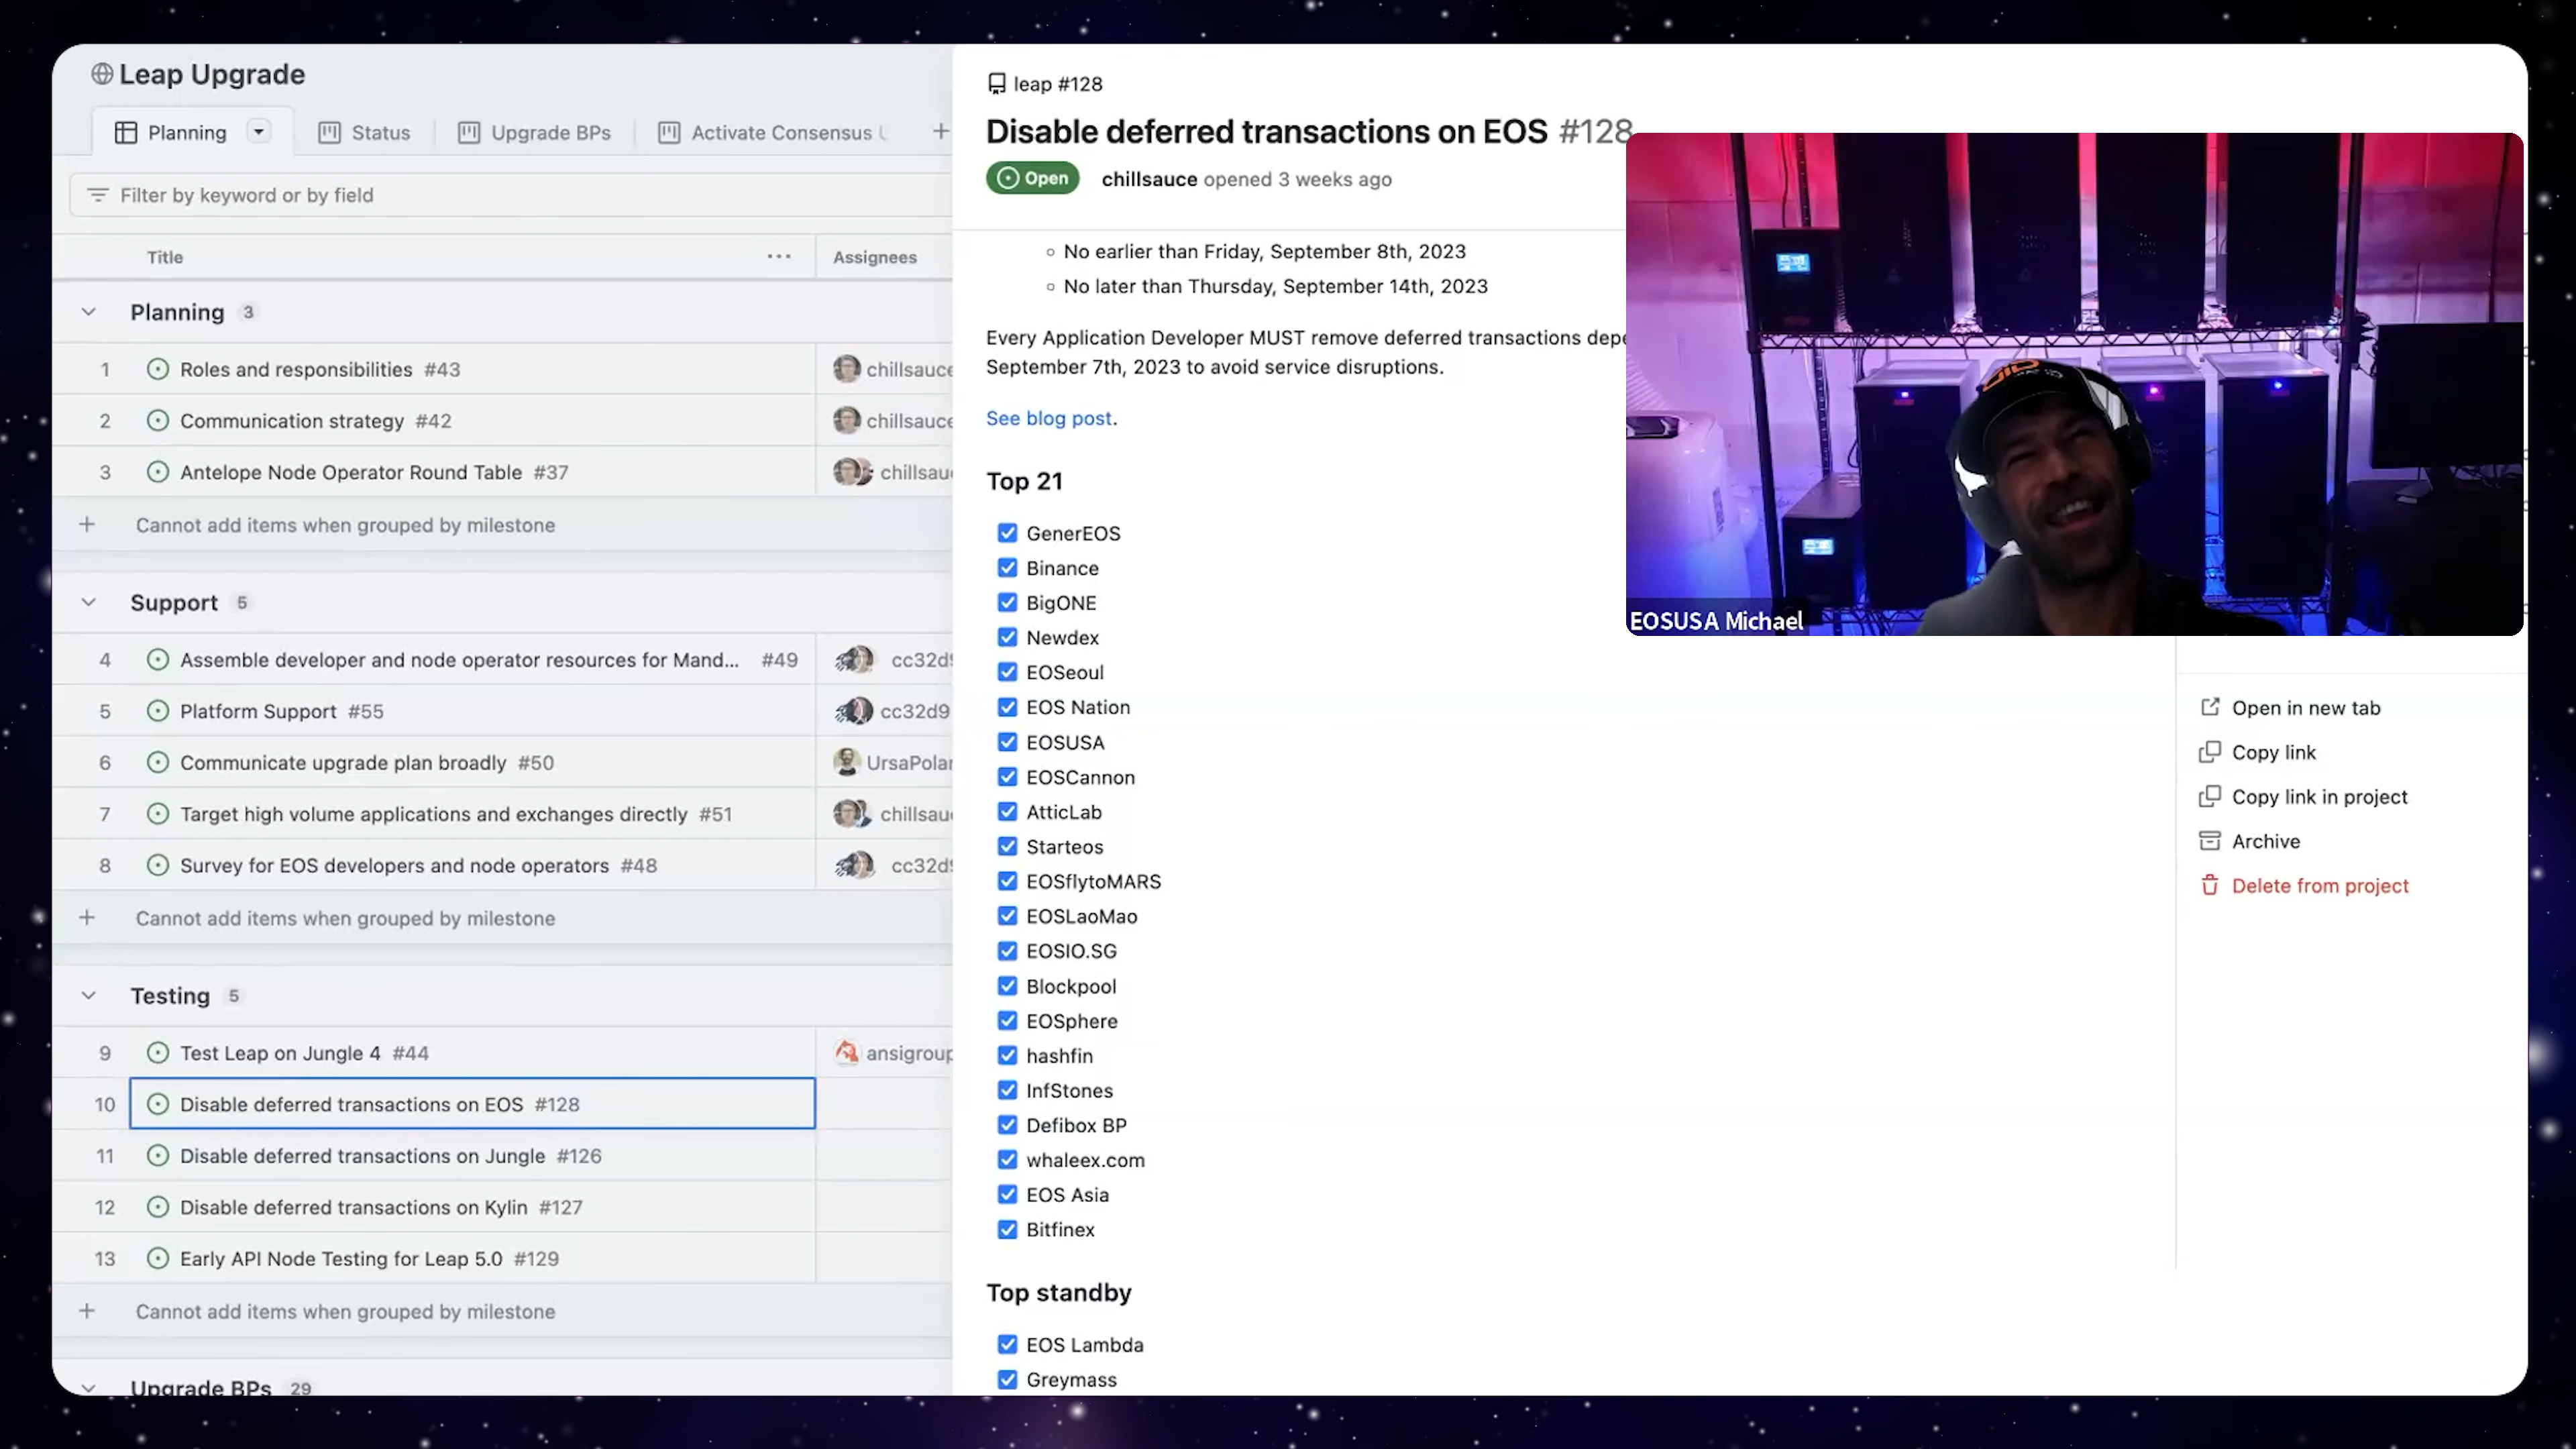 Leap Upgrade
Planning
Status
Upgrade BPs
Activate Consensus
Filter by keyword or by field
Title
Assignees
Planning 3
1 Roles and responsibilities #43 chillsauce
2 Communication strategy #42 chillsauce
3 Antelope Node Operator Round Table #37 chillsau
Cannot add items when grouped by milestone
Support 5
4 Assemble developer and node operator resources for Mand... #49 cc32d9
5 Platform Support #55 cc32d9
6 Communicate upgrade plan broadly #50 UrsaPolar
7 Target high volume applications and exchanges directly #51 chillsau
8 Survey for EOS developers and node operators #48 cc32d9
Cannot add items when grouped by milestone
Testing 5
9 Test Leap on Jungle 4 #44 ansigroup
10 Disable deferred transactions on EOS #128
11 Disable deferred transactions on Jungle #126
12 Disable deferred transactions on Kylin #127
13 Early API Node Testing for Leap 5.0 #129
Cannot add items when grouped by milestone
Upgrade BPs 29
leap #128
Disable deferred transactions on EOS #128
Open
chillsauce opened 3 weeks ago
No earlier than Friday, September 8th, 2023
No later than Thursday, September 14th, 2023
Every Application Developer MUST remove deferred transactions depe
September 7th, 2023 to avoid service disruptions.
See blog post.
Top 21
GenerEOS
Binance
BigONE
Newdex
EOSeoul
EOS Nation
EOSUSA
EOSCannon
AtticLab
Starteos
EOSflytoMARS
EOSLaoMao
EOSIO.SG
Blockpool
EOSphere
hashfin
InfStones
Defibox BP
whaleex.com
EOS Asia
Bitfinex
Top standby
EOS Lambda
Greymass
EOSUSA Michael
Open in new tab
Copy link
Copy link in project
Archive
Delete from project